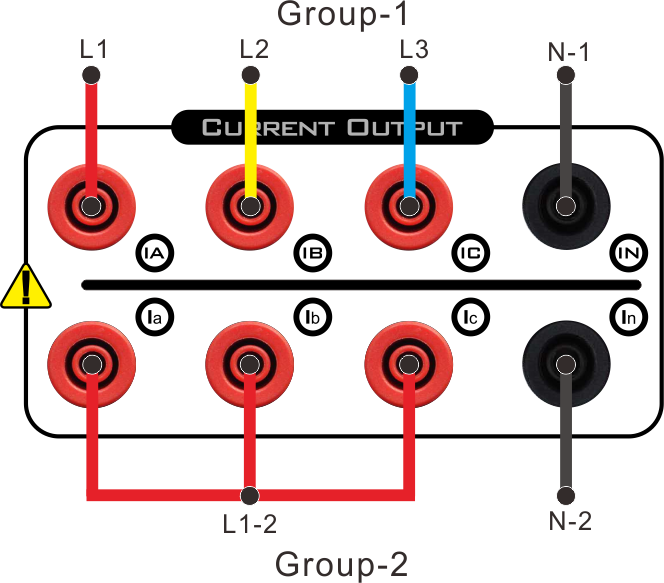 Group-1
L1 L2 L3 N-1
CURRENT OUTPUT
IA IB IC IN
!
Ia Ib Ic In
L1-2 N-2
Group-2